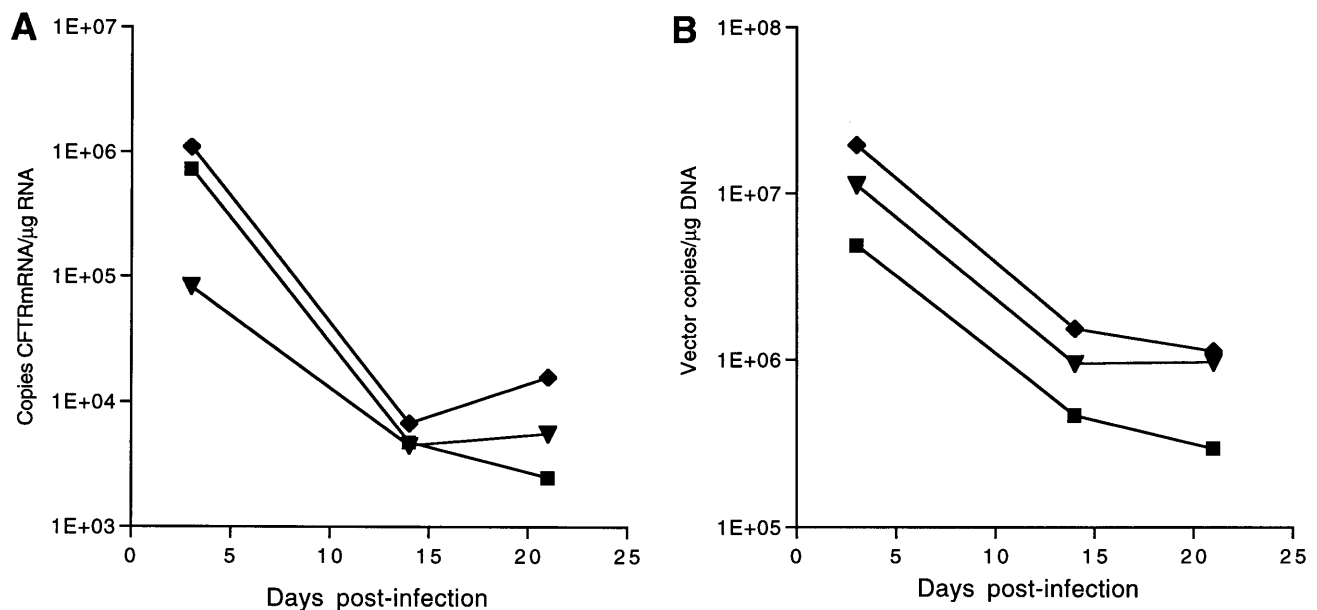 A
1E+07
1E+06
1E+05
1E+04
1E+03
Copies CFTRmRNA/µg RNA
0 5 10 15 20 25
Days post-infection
B
1E+08
1E+07
1E+06
1E+05
Vector copies/µg DNA
0 5 10 15 20 25
Days post-infection